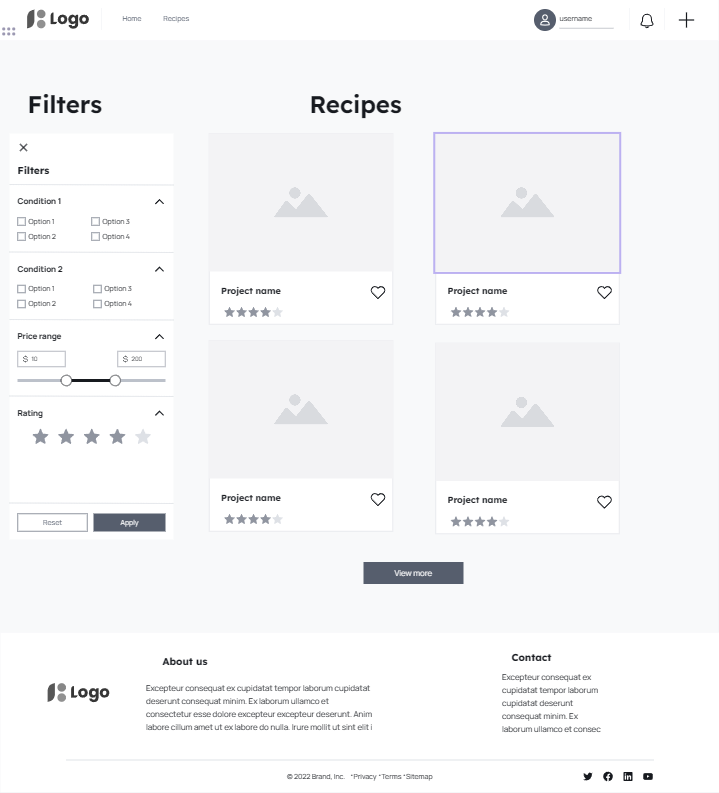 Logo
Home
Recipes
username
Filters
Recipes
Filters
Condition 1
Option 1
Option 3
Option 2
Option 4
Condition 2
Option 1
Option 3
Option 2
Option 4
Price range
$ 10
$ 200
Rating
Reset
Apply
Project name
Project name
Project name
Project name
View more
Logo
About us
Excepteur consequat ex cupidatat tempor laborum cupidatat
deserunt consequat minim. Ex laborum ullamco et
consectetur esse dolore excepteur excepteur deserunt. Anim
labore cillum amet ut ex labore do nulla. Irure mollit ut sint elit i
Contact
Excepteur consequat ex
cupidatat tempor laborum
cupidatat deserunt
consequat minim. Ex
laborum ullamco et consec
© 2022 Brand, Inc. *Privacy *Terms *Sitemap